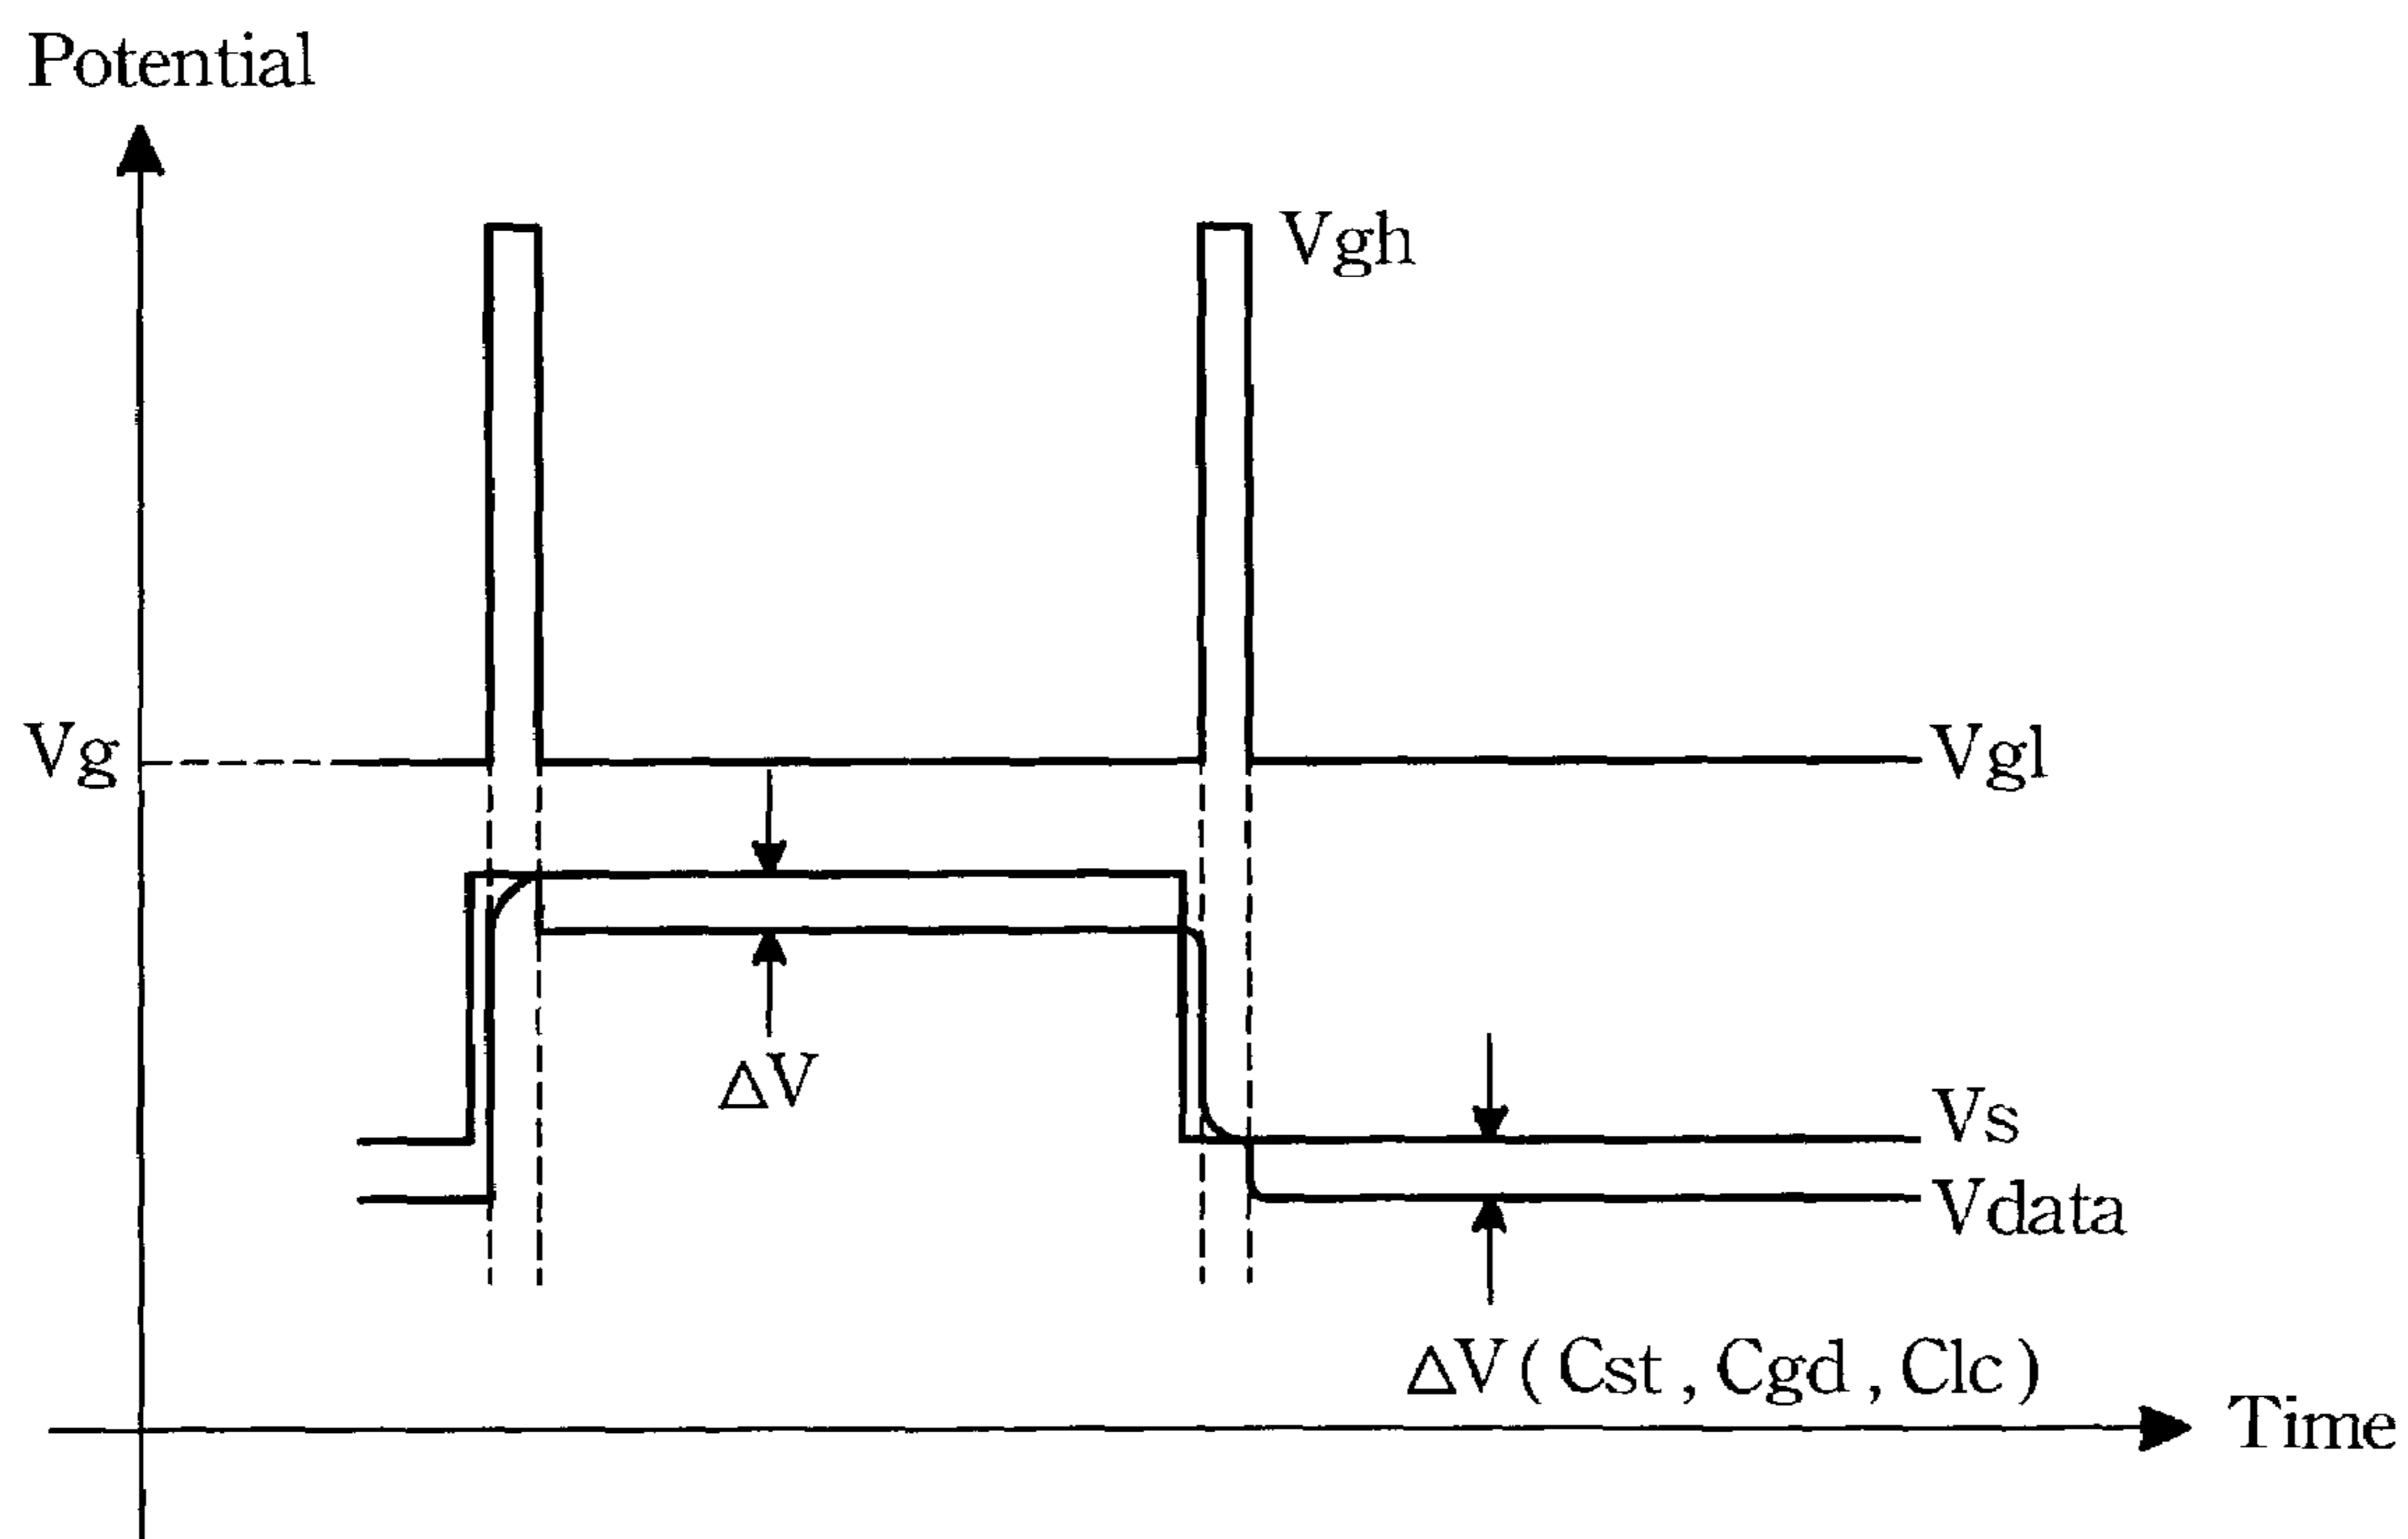 Potential
Vgh
Vg
Vgl
ΔV
Vs
Vdata
ΔV(Cst, Cgd, Clc)
Time